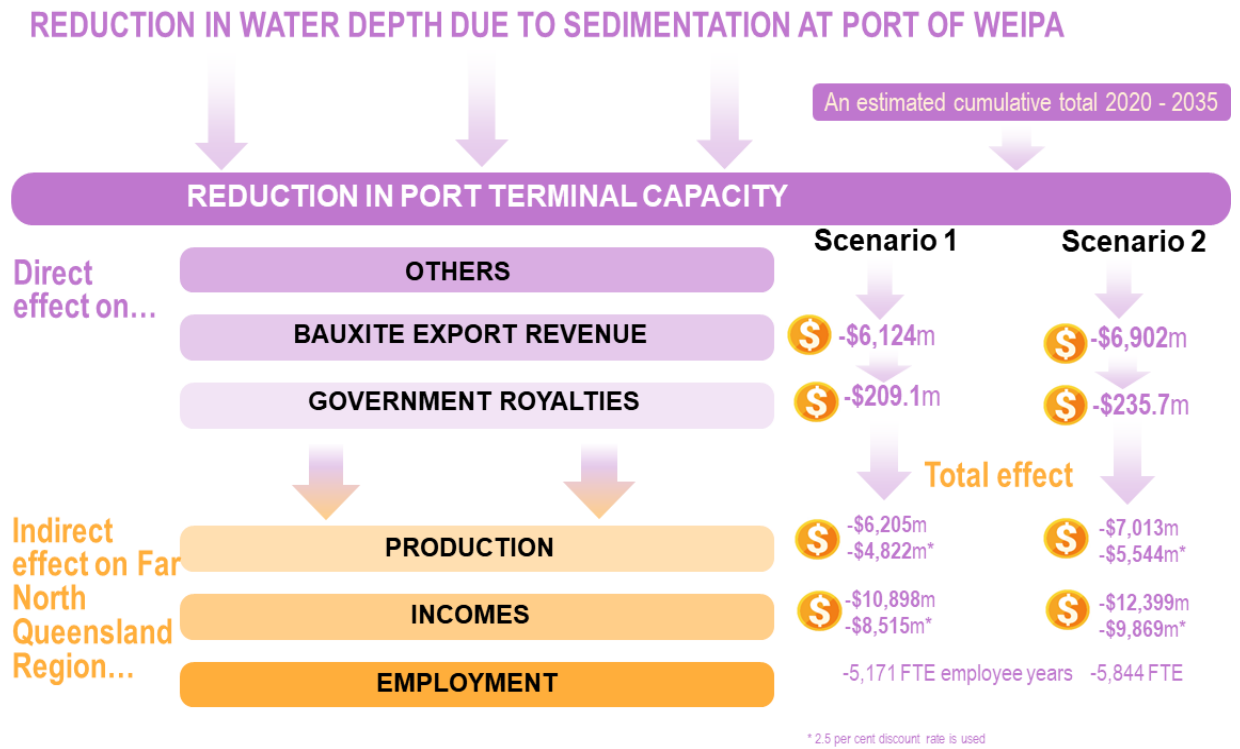 REDUCTION IN WATER DEPTH DUE TO SEDIMENTATION AT PORT OF WEIPA
An estimated cumulative total 2020 - 2035
REDUCTION IN PORT TERMINAL CAPACITY
Scenario 1
Scenario 2
Direct
effect on…
OTHERS
BAUXITE EXPORT REVENUE
$ -$6,124m
$ -$6,902m
GOVERNMENT ROYALTIES
$ -$209.1m
$ -$235.7m
Total effect
Indirect
effect on Far
North
Queensland
Region…
PRODUCTION
$ -$6,205m
-$4,822m*
$ -$7,013m
-$5,544m*
INCOMES
$ -$10,898m
-$8,515m*
$ -$12,399m
-$9,869m*
EMPLOYMENT
-5,171 FTE employee years
-5,844 FTE
* 2.5 per cent discount rate is used